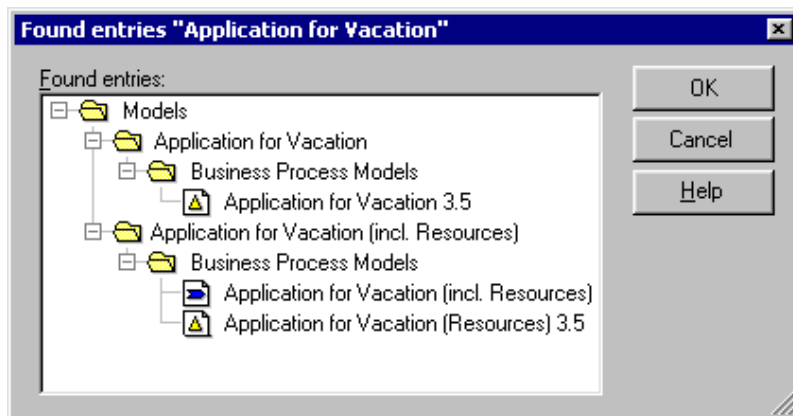 Found entries "Application for Vacation"
Found entries:
OK
Models
Application for Vacation
Cancel
Business Process Models
Application for Vacation 3.5
Help
Application for Vacation (incl. Resources)
Business Process Models
Application for Vacation (incl. Resources)
Application for Vacation (Resources) 3.5